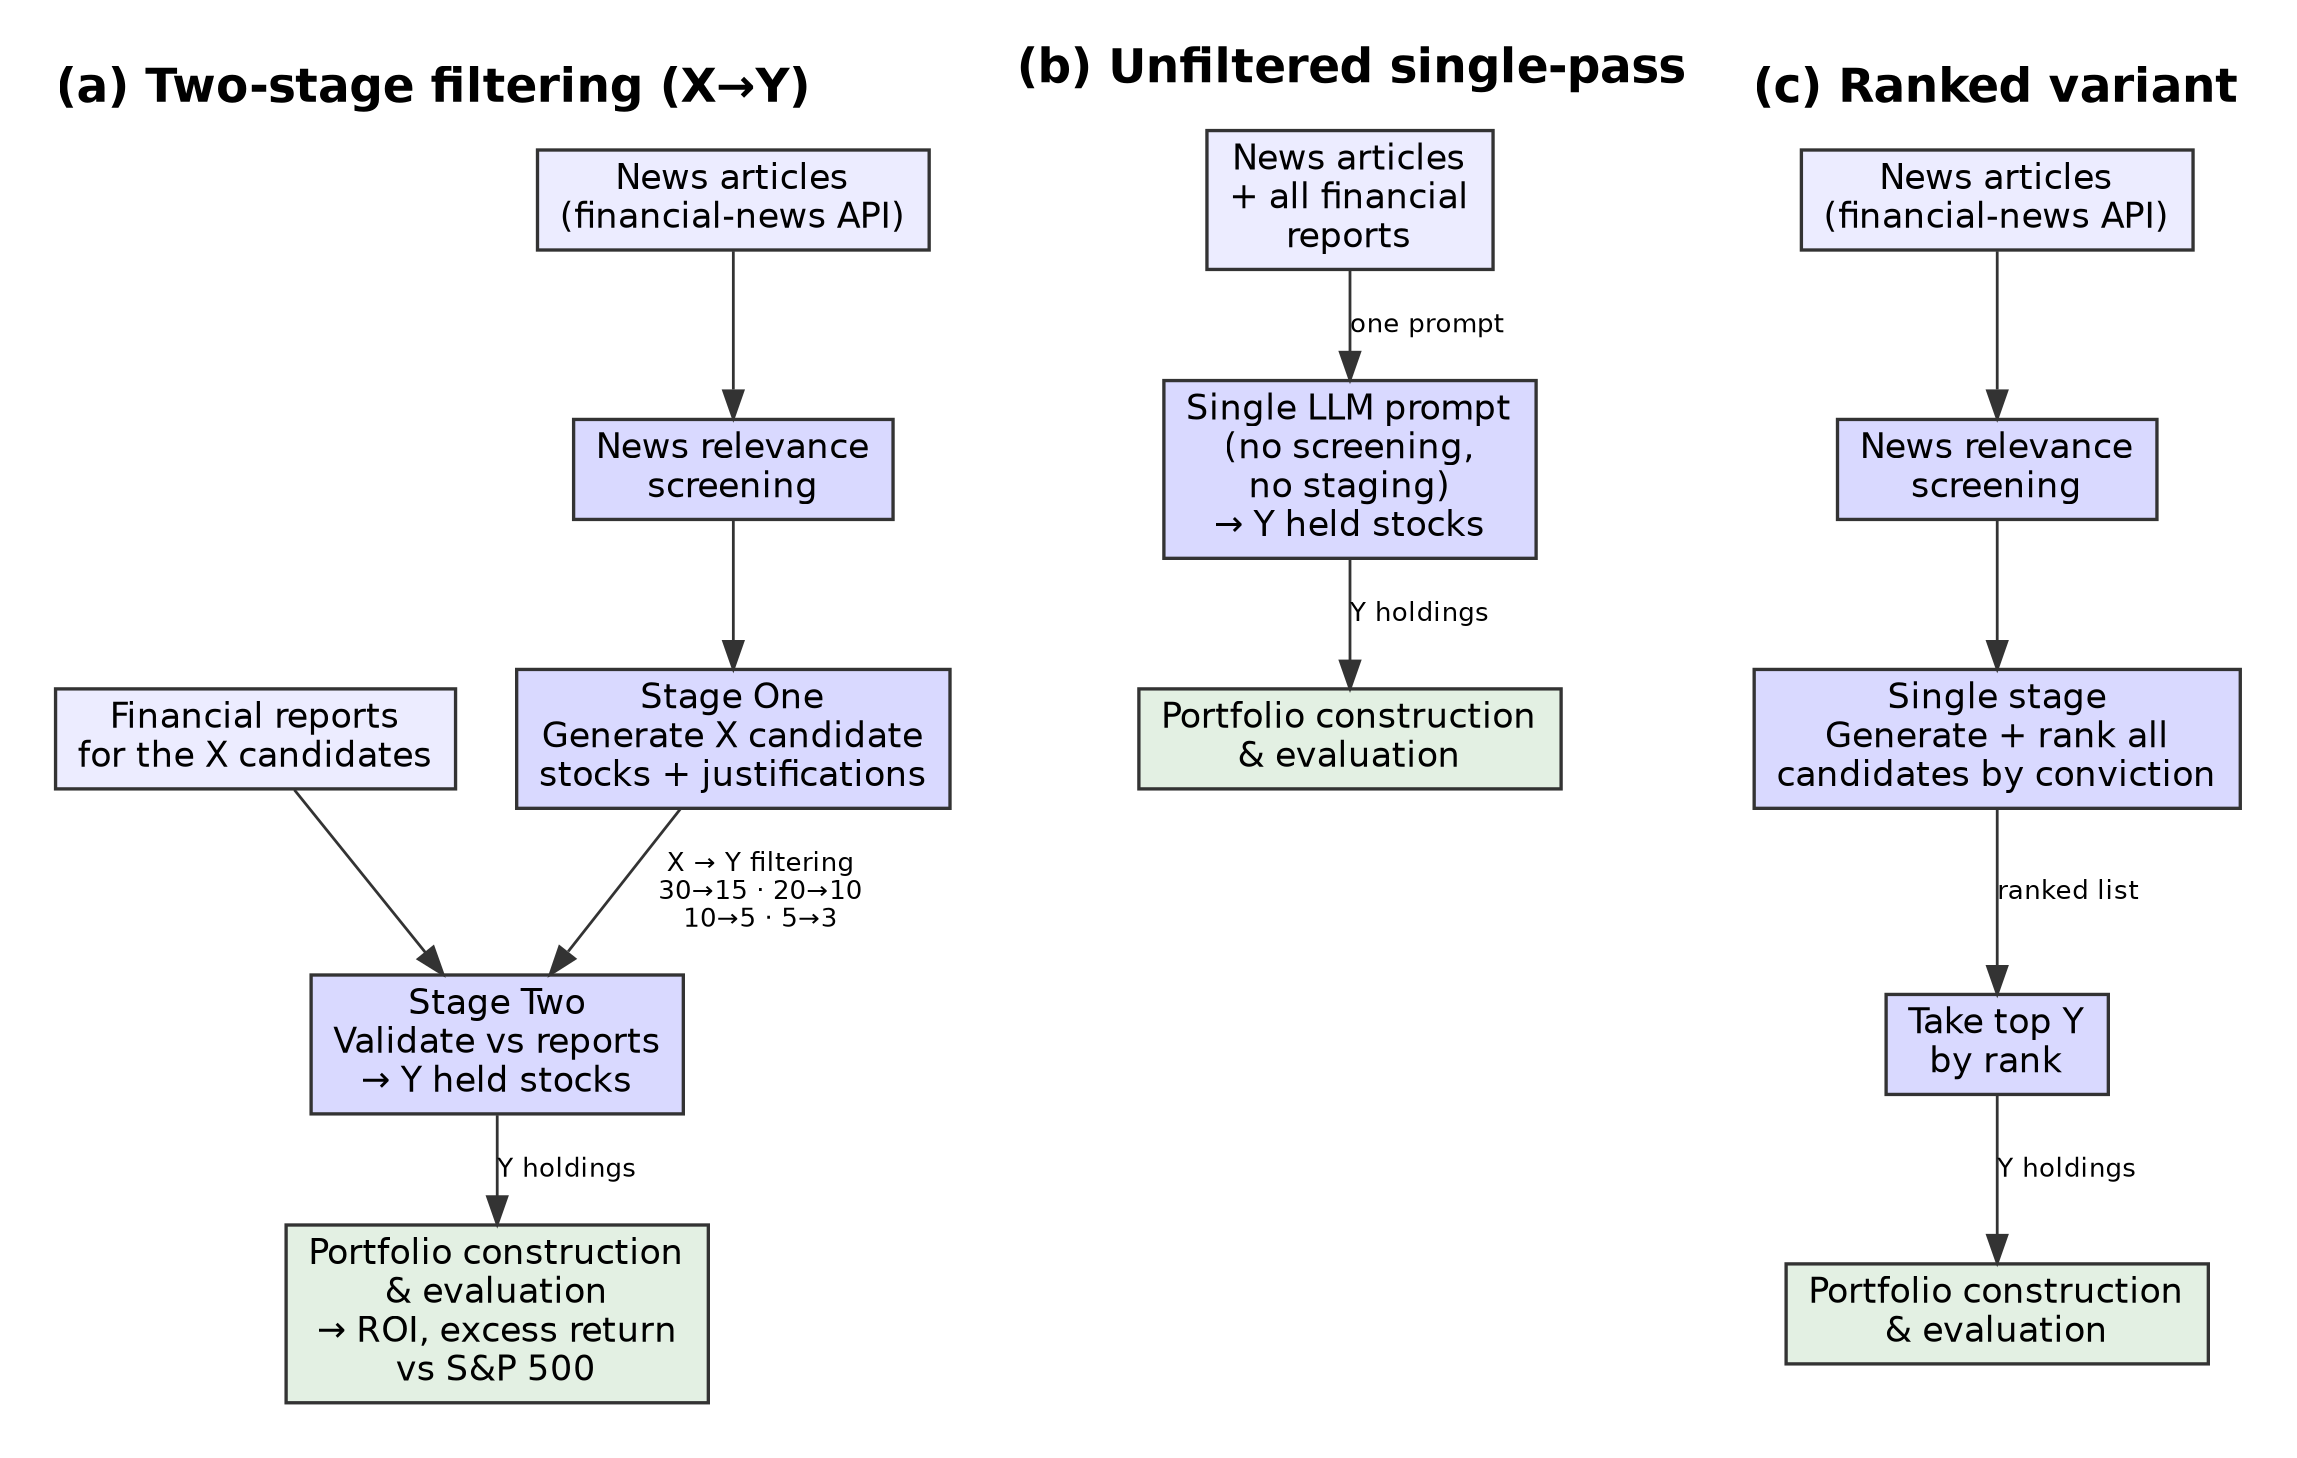 (a) Two-stage filtering (X→Y)
News articles
(financial-news API)
News relevance
screening
Financial reports
for the X candidates
Stage One
Generate X candidate
stocks + justifications
X → Y filtering
30→15 · 20→10
10→5 · 5→3
Stage Two
Validate vs reports
→ Y held stocks
Y holdings
Portfolio construction
& evaluation
→ ROI, excess return
vs S&P 500
(b) Unfiltered single-pass
News articles
+ all financial
reports
one prompt
Single LLM prompt
(no screening,
no staging)
→ Y held stocks
Y holdings
Portfolio construction
& evaluation
(c) Ranked variant
News articles
(financial-news API)
News relevance
screening
Single stage
Generate + rank all
candidates by conviction
ranked list
Take top Y
by rank
Y holdings
Portfolio construction
& evaluation